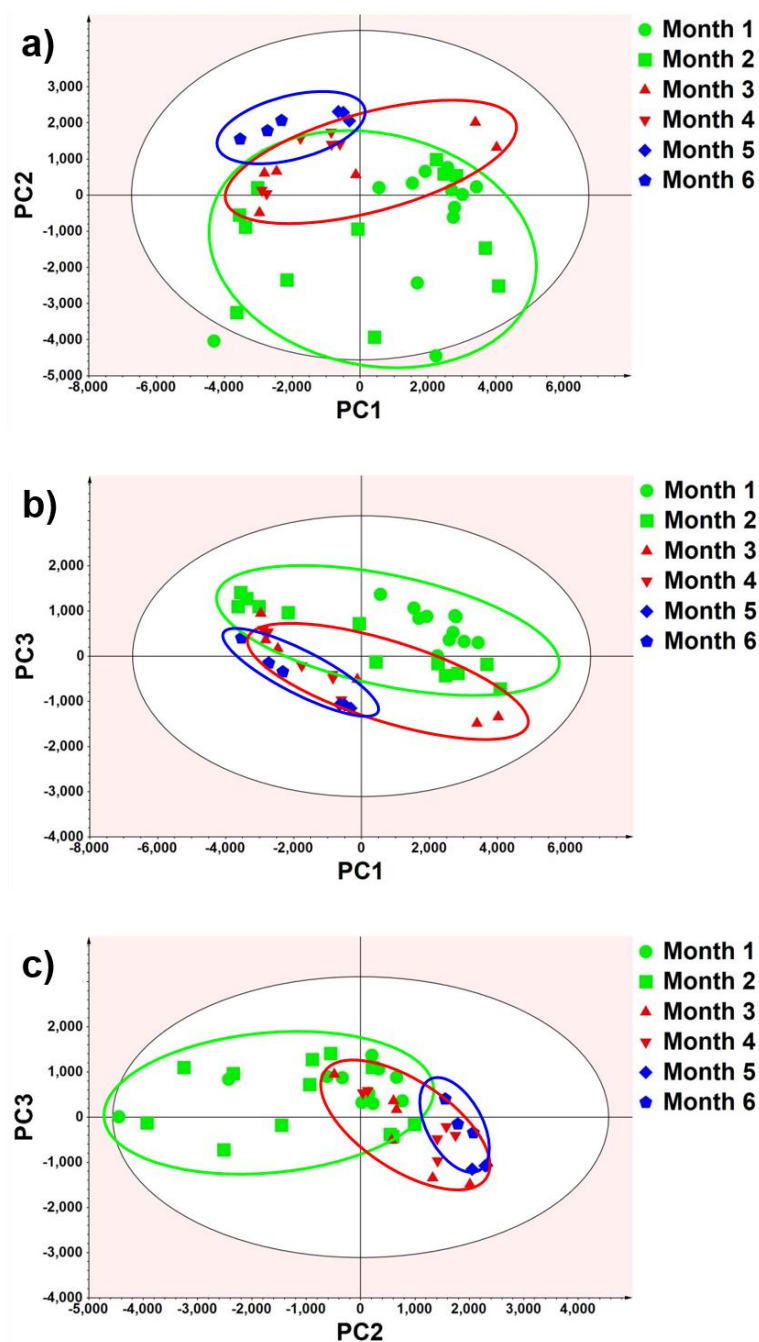 a)
Month 1
Month 2
Month 3
Month 4
Month 5
Month 6
PC2
3,000
2,000
1,000
0
-1,000
-2,000
-3,000
-4,000
-5,000
-8,000 -6,000 -4,000 -2,000 0 2,000 4,000 6,000
PC1
b)
Month 1
Month 2
Month 3
Month 4
Month 5
Month 6
PC3
2,000
1,000
0
-1,000
-2,000
-3,000
-4,000
-8,000 -6,000 -4,000 -2,000 0 2,000 4,000 6,000
PC1
c)
Month 1
Month 2
Month 3
Month 4
Month 5
Month 6
PC3
2,000
1,000
0
-1,000
-2,000
-3,000
-4,000
-5,000 -4,000 -3,000 -2,000 -1,000 0 1,000 2,000 3,000 4,000
PC2